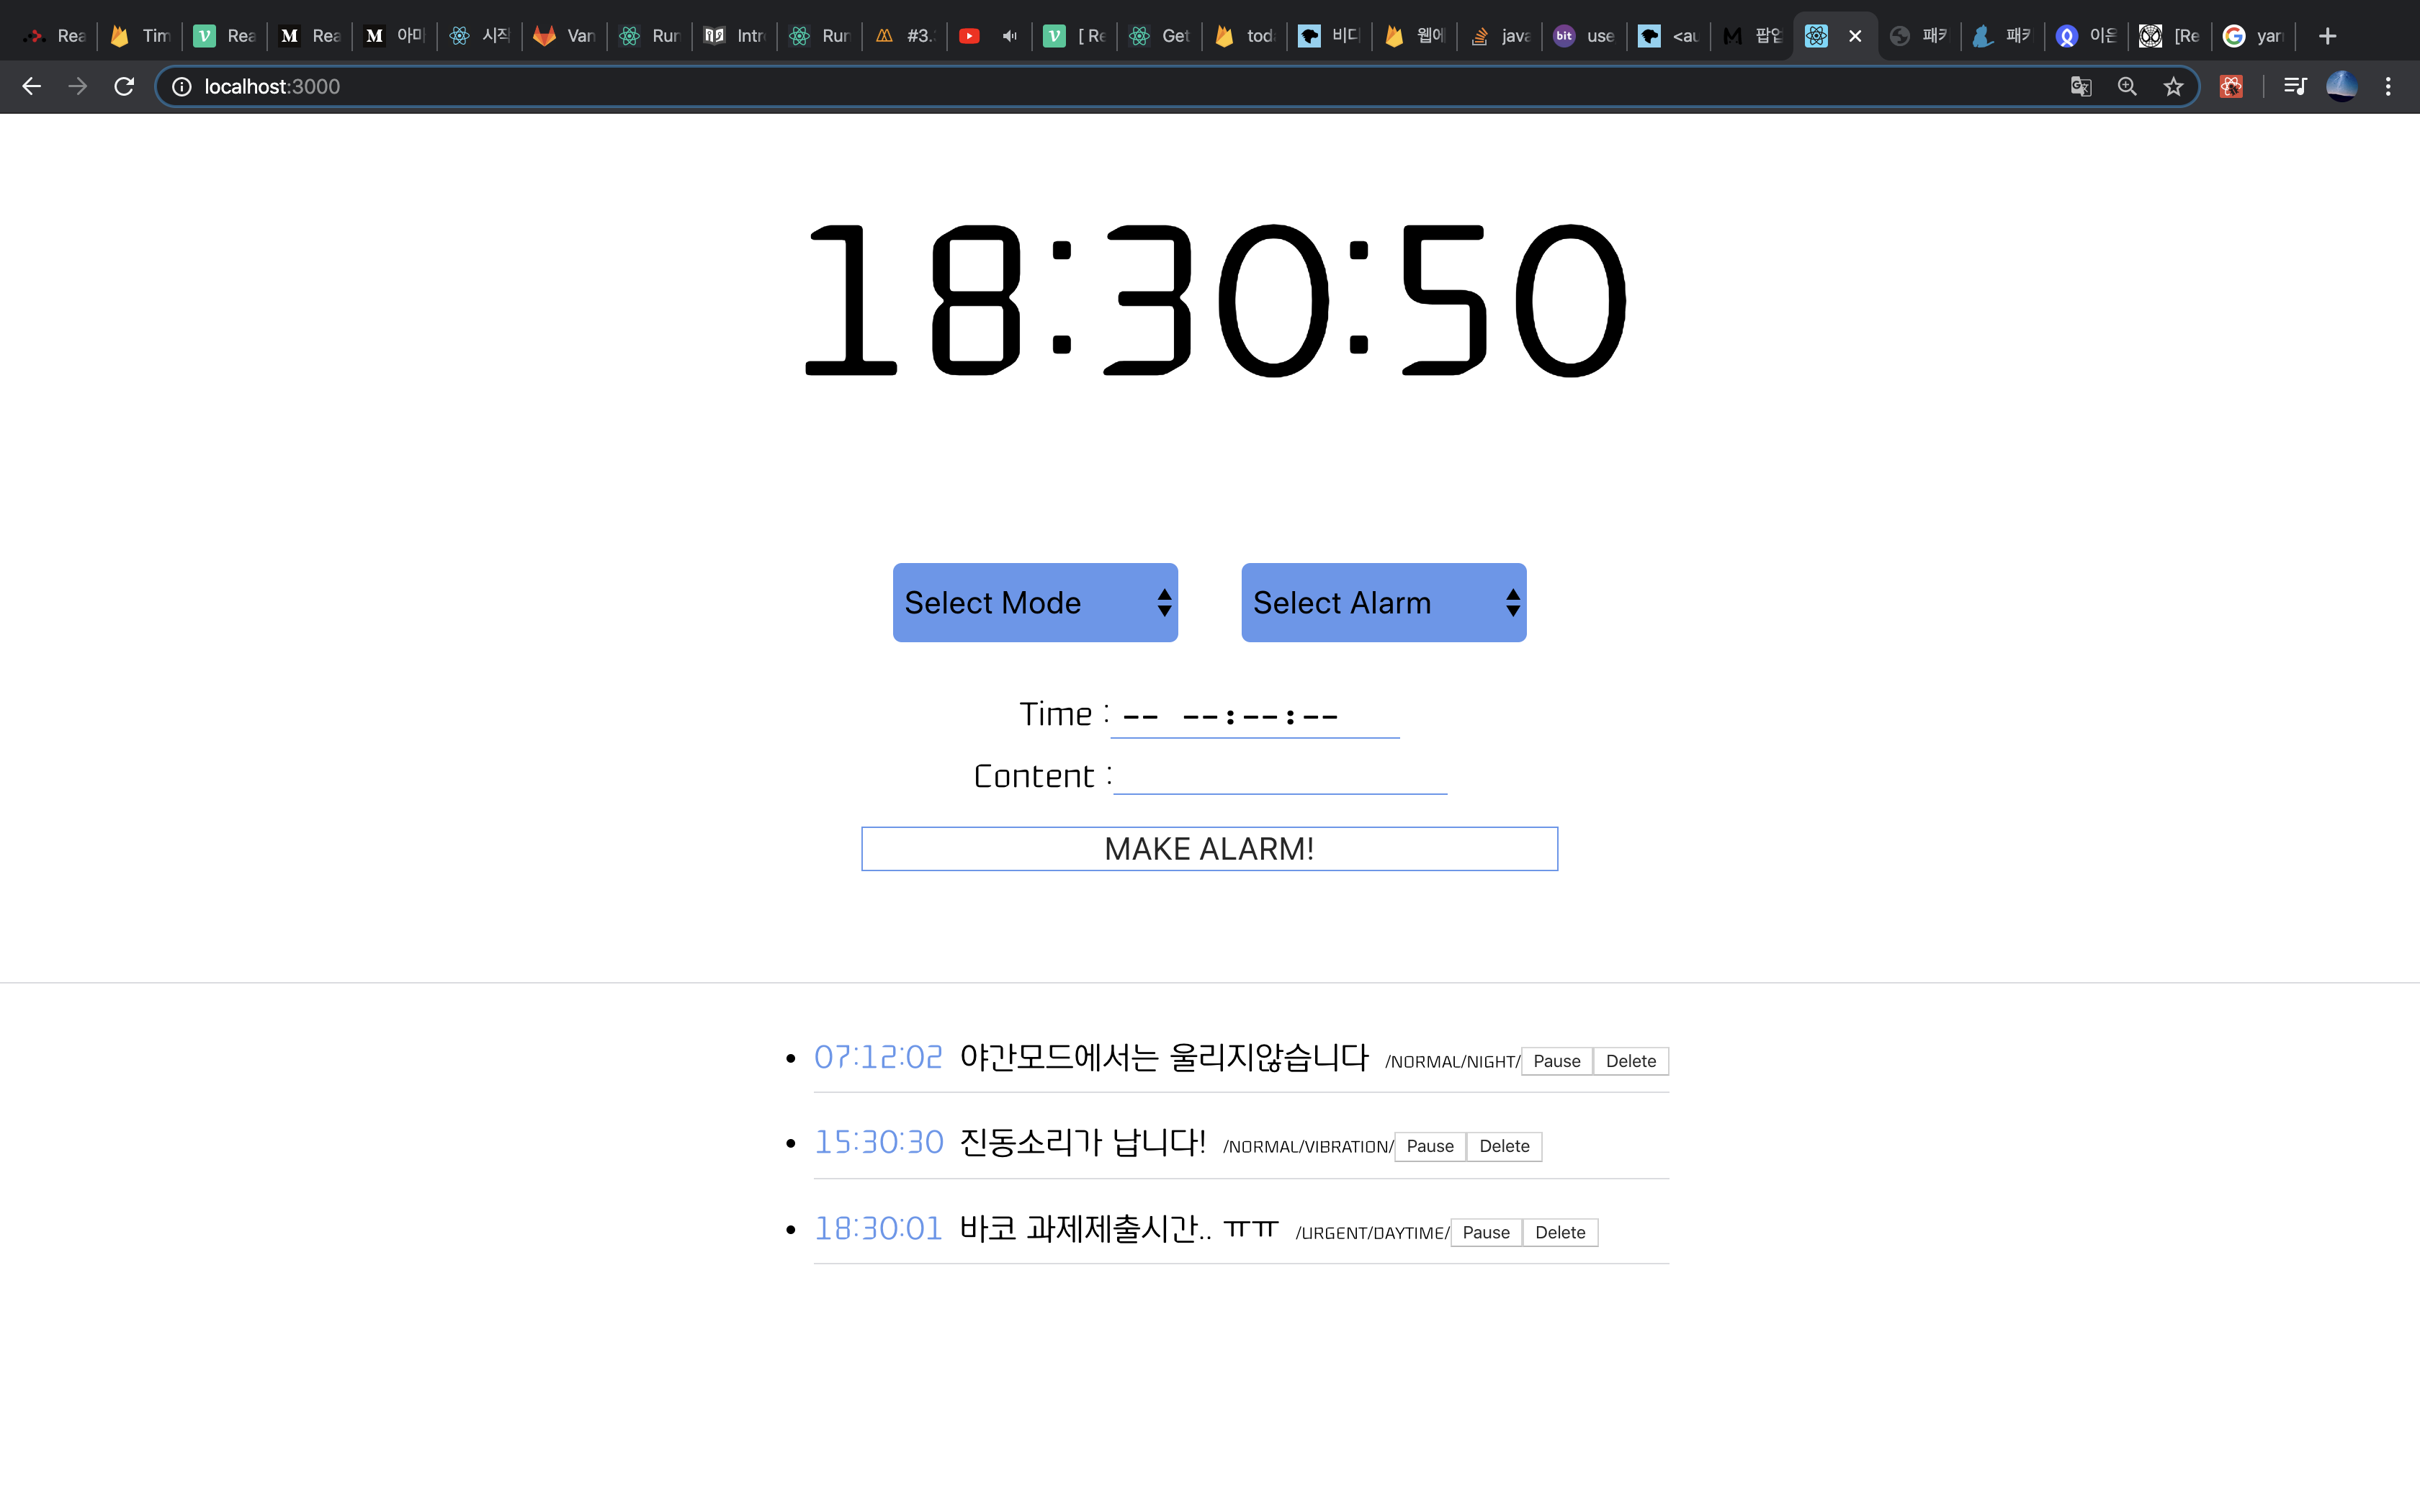 Rea Tim Rea Rea 아마 시작 Van Run Intr Run #3. [Re Get tod 비디 웹에 java bit use <au 팝업 패키 패키 이은 [Re yar
localhost:3000
18:30:50
Select Mode Select Alarm
Time : -- --:--:--
Content :
MAKE ALARM!
07:12:02 야간모드에서는 울리지않습니다 /NORMAL/NIGHT/ Pause Delete
15:30:30 진동소리가 납니다! /NORMAL/VIBRATION/ Pause Delete
18:30:01 바코 과제제출시간.. ㅠㅠ /URGENT/DAYTIME/ Pause Delete